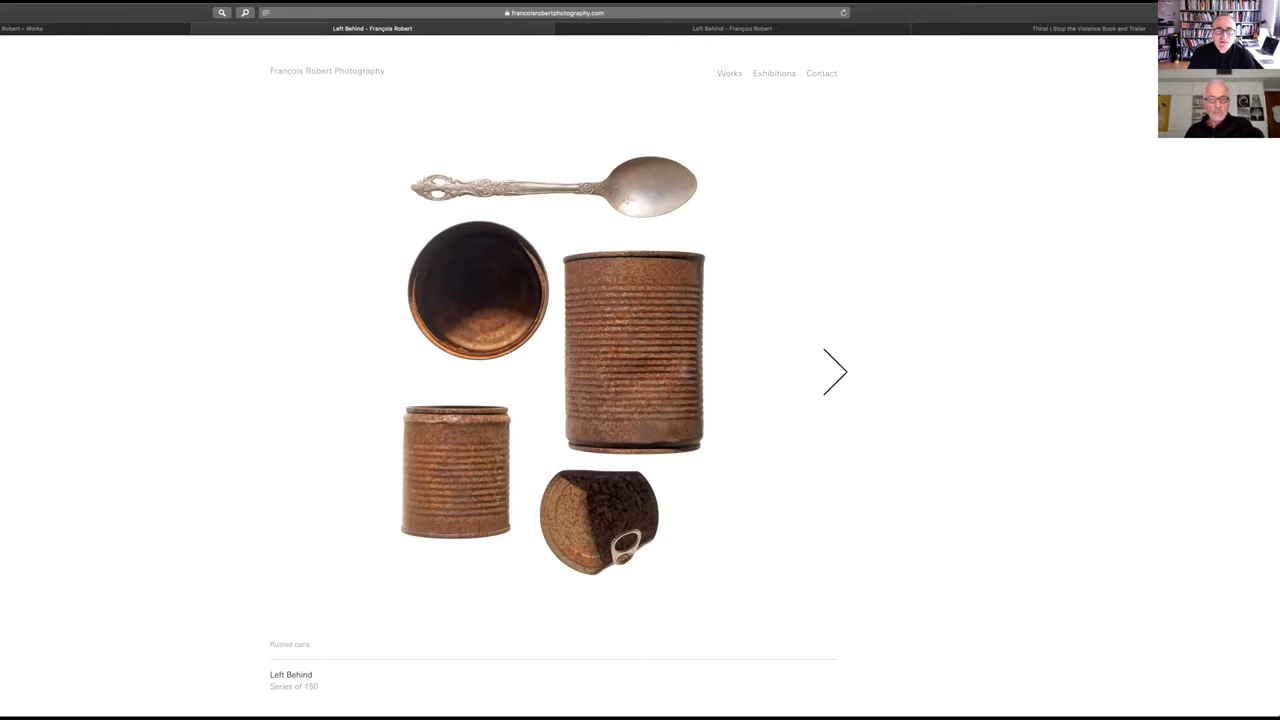 francoisrobertphotography.com
Robert – Works
Left Behind - François Robert
Left Behind - François Robert
Thirst | Stop the Violence Book and Trailer
François Robert Photography
Works
Exhibitions
Contact
Rusted cans
Left Behind
Series of 150